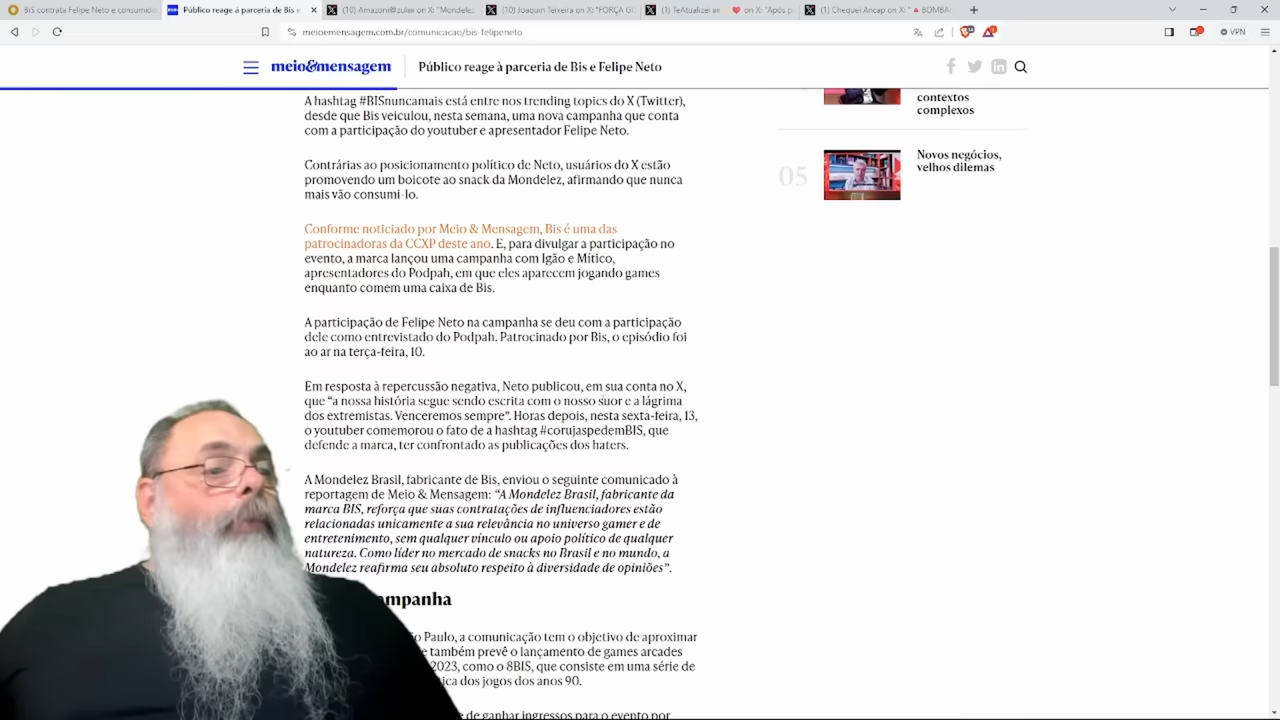 BIS contrata Felipe Neto e consumido
Público reage à parceria de Bis e
(10) Amazoni@zulae on X: "Mondelez
(10) Joaquin Teixeira on X: "FORÇA G
(1) TeAtualizei on X: "Após p
(1) Chequei Ancap on X: "BOMBA
meioemensagem.com.br/comunicacao/bis-felipeneto
VPN
meio&mensagem
Público reage à parceria de Bis e Felipe Neto
A hashtag #BISnuncamais está entre nos trending topics do X (Twitter),
desde que Bis veiculou, nesta semana, uma nova campanha que conta
com a participação do youtuber e apresentador Felipe Neto.
Contrárias ao posicionamento político de Neto, usuários do X estão
promovendo um boicote ao snack da Mondelez, afirmando que nunca
mais vão consumi-lo.
Conforme noticiado por Meio & Mensagem, Bis é uma das
patrocinadoras da CCXP deste ano. E, para divulgar a participação no
evento, a marca lançou uma campanha com Igão e Mítico,
apresentadores do Podpah, em que eles aparecem jogando games
enquanto comem uma caixa de Bis.
A participação de Felipe Neto na campanha se deu com a participação
dele como entrevistado do Podpah. Patrocinado por Bis, o episódio foi
ao ar na terça-feira, 10.
Em resposta à repercussão negativa, Neto publicou, em sua conta no X,
que “a nossa história segue sendo escrita com o nosso suor e a lágrima
dos extremistas. Venceremos sempre”. Horas depois, nesta sexta-feira, 13,
o youtuber comemorou o fato de a hashtag #corujaspedemBIS, que
defende a marca, ter confrontado as publicações dos haters.
A Mondelez Brasil, fabricante de Bis, enviou o seguinte comunicado à
reportagem de Meio & Mensagem: “A Mondelez Brasil, fabricante da
marca BIS, reforça que suas contratações de influenciadores estão
relacionadas unicamente a sua relevância no universo gamer e de
entretenimento, sem qualquer vínculo ou apoio político de qualquer
natureza. Como líder no mercado de snacks no Brasil e no mundo, a
Mondelez reafirma seu absoluto respeito à diversidade de opiniões”.
ampanha
o Paulo, a comunicação tem o objetivo de aproximar
e também prevê o lançamento de games arcades
2023, como o 8BIS, que consiste em uma série de
ica dos jogos dos anos 90.
e de ganhar ingressos para o evento por
contextos
complexos
05
Novos negócios,
velhos dilemas